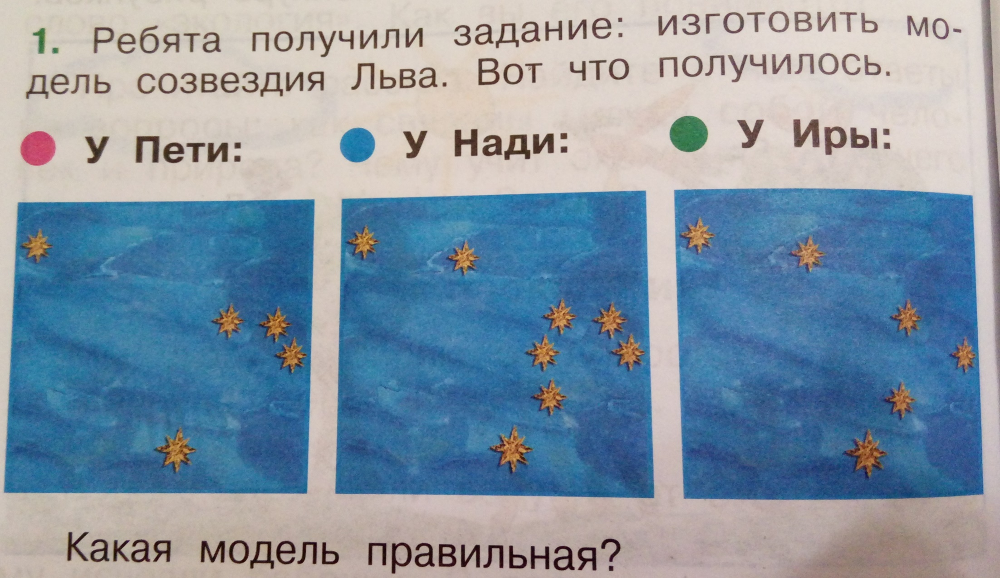 1. Ребята получили задание: изготовить мо-
дель созвездия Льва. Вот что получилось.
У Пети:
У Нади:
У Иры:
Какая модель правильная?